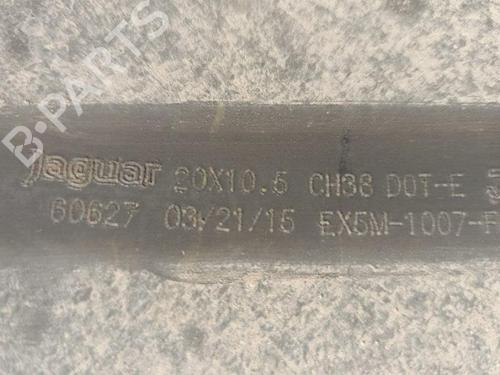 B-PARTS
Jaguar 20X10.5 CH38 DOT-E
60627 03/21/15 EX5M-1007-